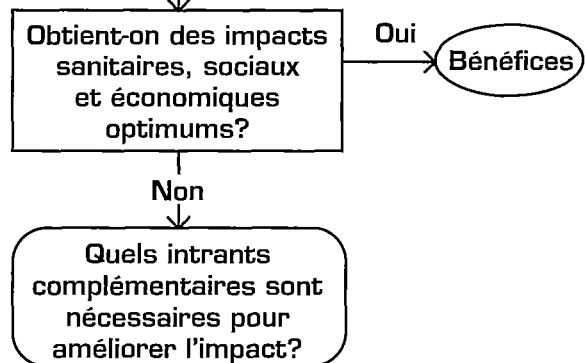 Obtient-on des impacts
sanitaires, sociaux
et économiques
optimums?
Oui
Bénéfices
Non
Quels intrants
complémentaires sont
nécessaires pour
améliorer l'impact?